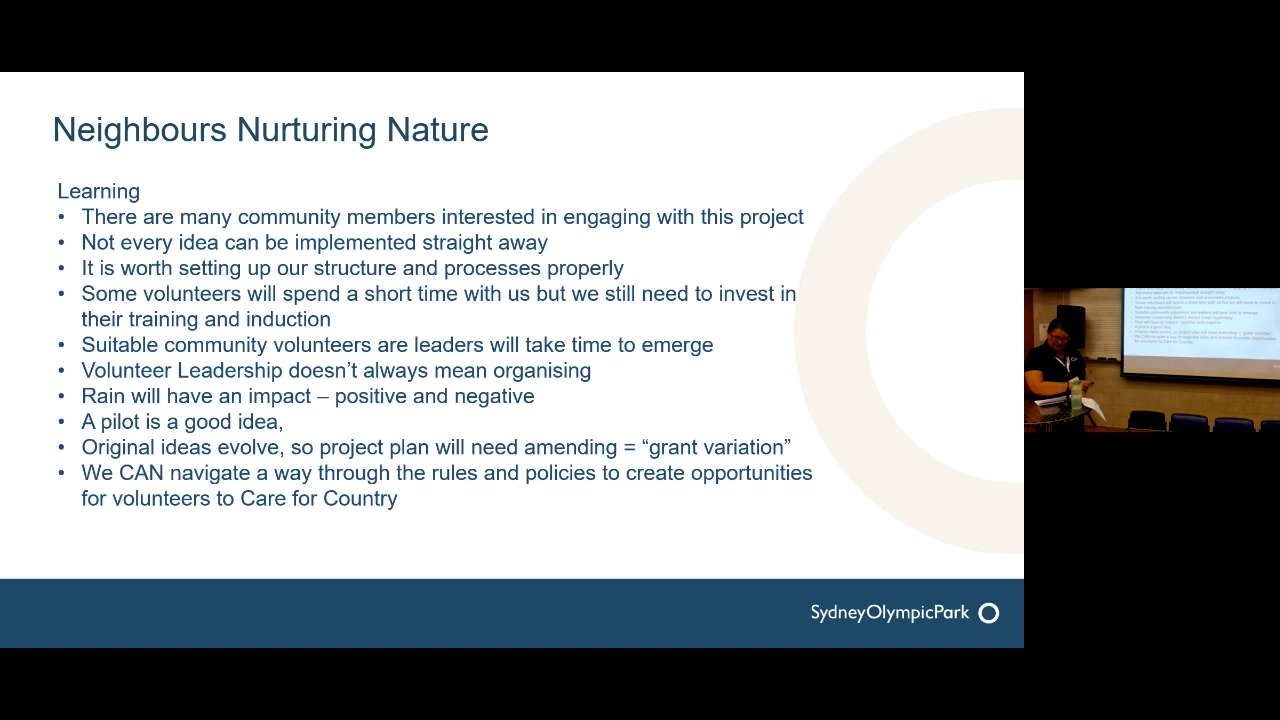 Neighbours Nurturing Nature
Learning
• There are many community members interested in engaging with this project
• Not every idea can be implemented straight away
• It is worth setting up our structure and processes properly
• Some volunteers will spend a short time with us but we still need to invest in
their training and induction
• Suitable community volunteers are leaders will take time to emerge
• Volunteer Leadership doesn’t always mean organising
• Rain will have an impact – positive and negative
• A pilot is a good idea,
• Original ideas evolve, so project plan will need amending = “grant variation”
• We CAN navigate a way through the rules and policies to create opportunities
for volunteers to Care for Country
SydneyOlympicPark